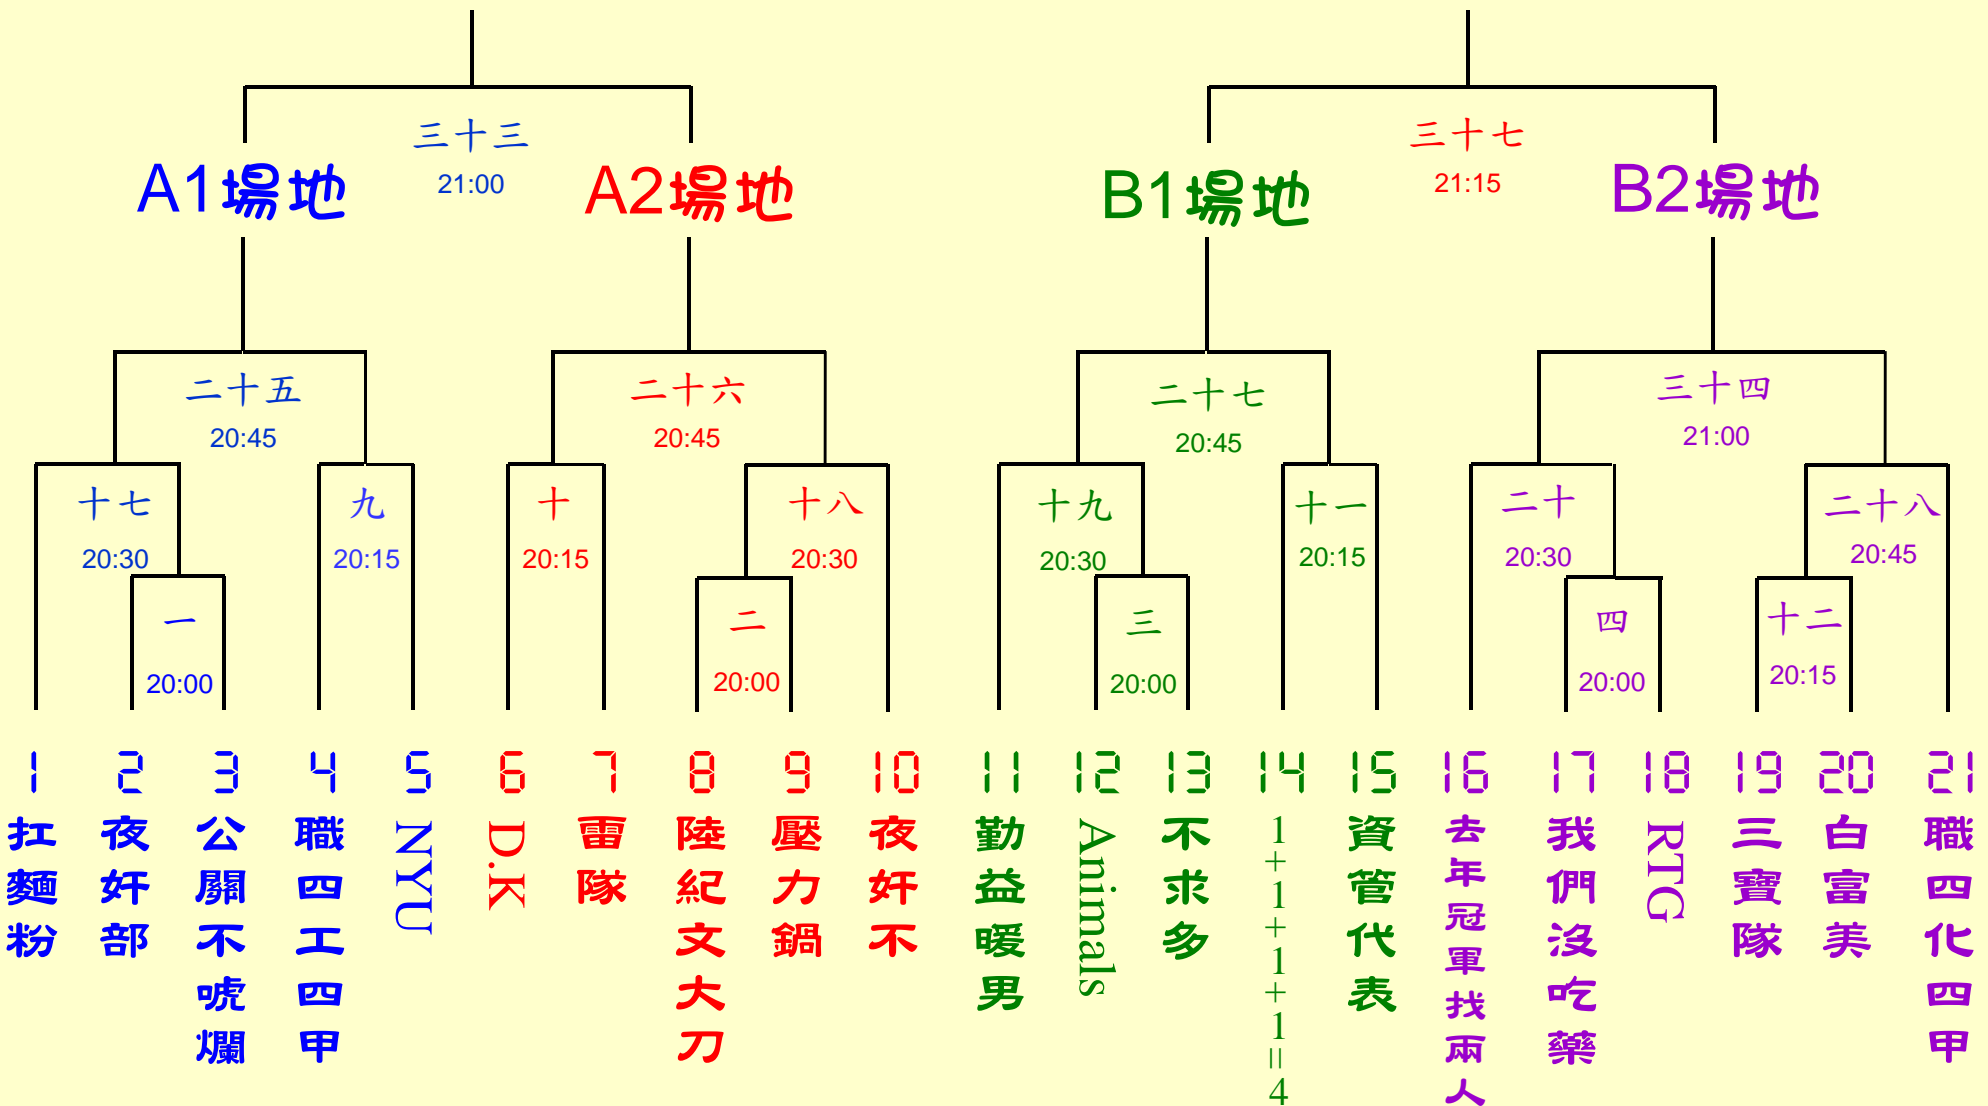 三十三
21:00
三十七
21:15
A1場地
A2場地
B1場地
B2場地
二十五
20:45
二十六
20:45
二十七
20:45
三十四
21:00
十七
20:30
九
20:15
十
20:15
十八
20:30
十九
20:30
十一
20:15
二十
20:30
二十八
20:45
一
20:00
二
20:00
三
20:00
四
20:00
十二
20:15
1
扛麵粉
2
夜奸部
3
公關不唬爛
4
職四工四甲
5
NYU
6
D.K
7
雷隊
8
陸紀文大刀
9
壓力鍋
10
夜奸不
11
勤益暖男
12
Animals
13
不求多
14
1+1+1+1=4
15
資管代表
16
去年冠軍找兩人
17
我們沒吃藥
18
RTG
19
三寶隊
20
白富美
21
職四化四甲